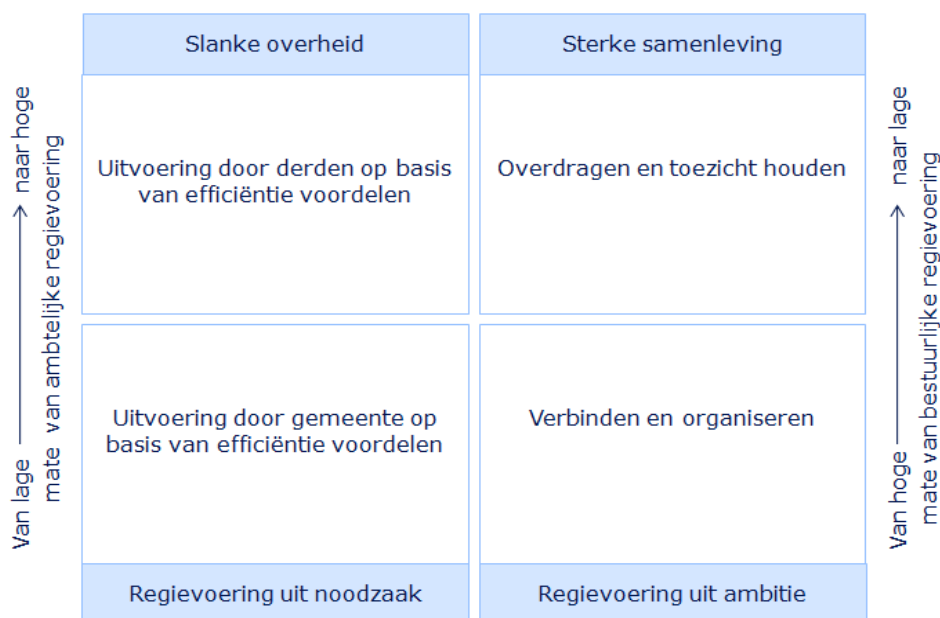 Slanke overheid
Sterke samenleving
Van lage
naar hoge
mate van ambtelijke regievoering
Uitvoering door derden op basis
van efficiëntie voordelen
Overdragen en toezicht houden
Uitvoering door gemeente op
basis van efficiëntie voordelen
Verbinden en organiseren
Van hoge
naar lage
mate van bestuurlijke regievoering
Regievoering uit noodzaak
Regievoering uit ambitie